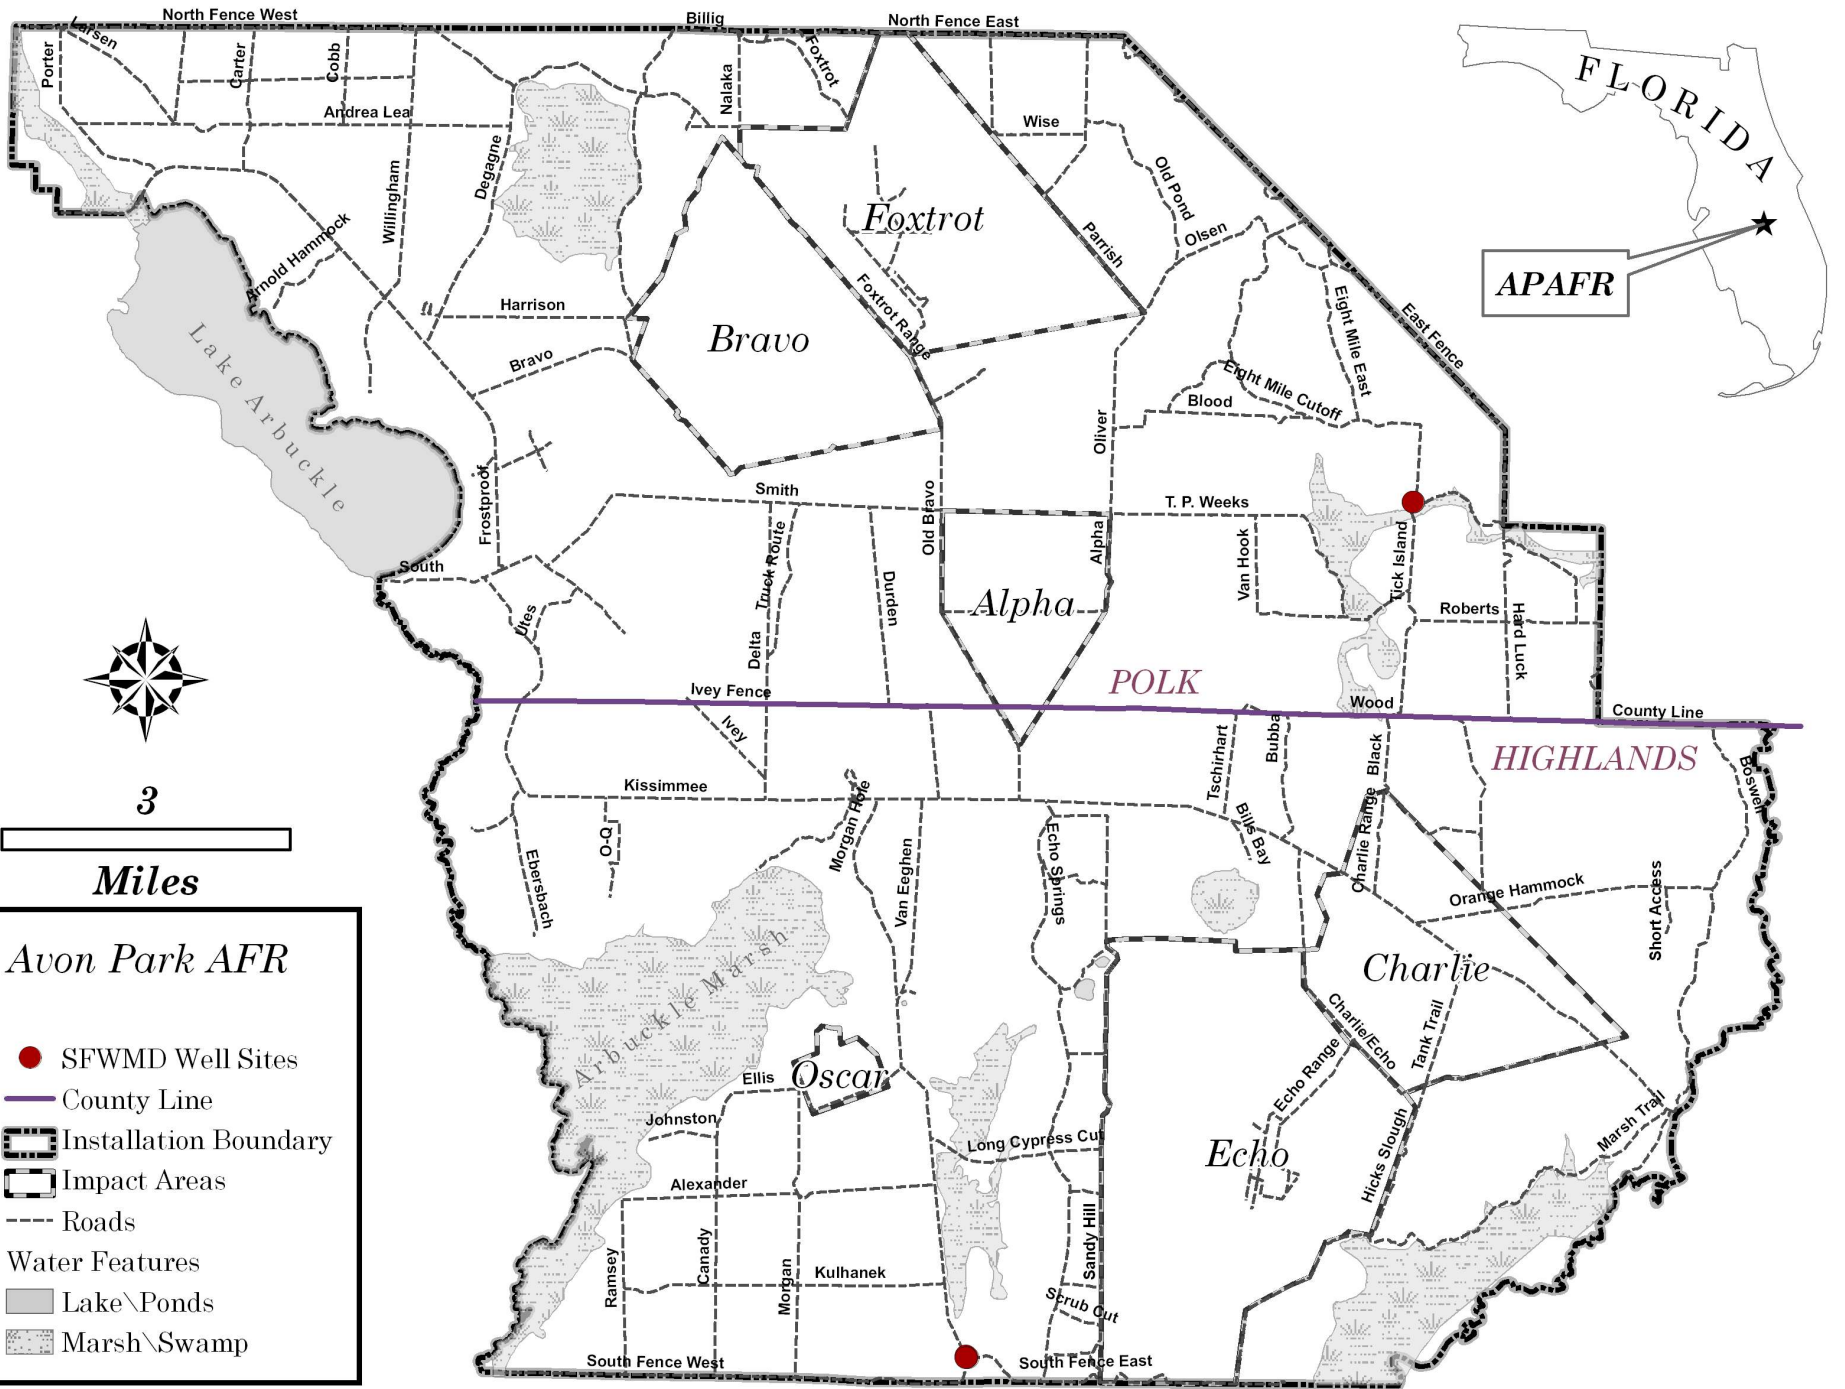 North Fence West
Billig
North Fence East
Larsen
Porter
Carter
Cobb
Nalaka
Foxtrot
Andrea Lea
Wise
FLORIDA
Degagne
Willingham
Old Pond
Foxtrot
Olsen
Parrish
Arnold Hammock
APAFR
Harrison
Foxtrot Range
Bravo
Eight Mile East
East Fence
Lake Arbuckle
Bravo
Eight Mile Cutoff
Blood
Oliver
Frostproof
Smith
Old Bravo
T. P. Weeks
South
Truck Route
Delta
Durden
Alpha
Alpha
Van Hook
Tick Island
Roberts
Hard Luck
Utes
POLK
Ivey Fence
Wood
County Line
Ivey
Tschirhart
Bubba
Black
HIGHLANDS
Boswell
Kissimmee
3
Miles
Morgan Hole
O-Q
Ebersbach
Van Eeghen
Echo Springs
Bills Bay
Charlie Range
Orange Hammock
Short Access
Avon Park AFR
Arbuckle Marsh
Charlie
Charlie/Echo
Tank Trail
SFWMD Well Sites
County Line
Installation Boundary
Impact Areas
Roads
Water Features
Lake\Ponds
Marsh\Swamp
Ellis
Oscar
Echo Range
Johnston
Long Cypress Cut
Echo
Hicks Slough
Marsh Trail
Alexander
Ramsey
Canady
Morgan
Kulhanek
Sandy Hill
Scrub Cut
South Fence West
South Fence East